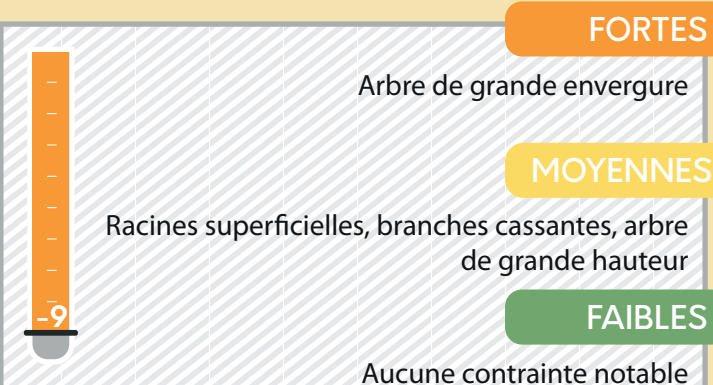 FORTES
Arbre de grande envergure
MOYENNES
Racines superficielles, branches cassantes, arbre
de grande hauteur
-9
FAIBLES
Aucune contrainte notable